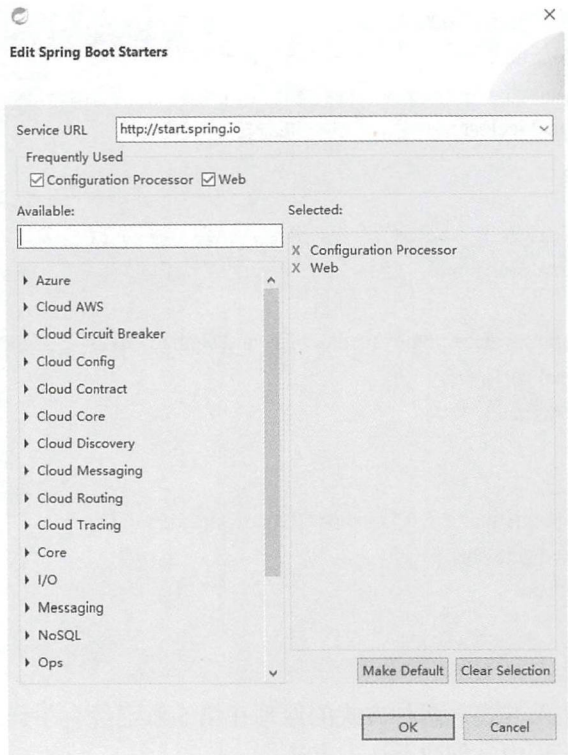 Edit Spring Boot Starters
Service URL http://start.spring.io
Frequently Used
Configuration Processor Web
Available:
Selected:
X Configuration Processor
X Web
Azure
Cloud AWS
Cloud Circuit Breaker
Cloud Config
Cloud Contract
Cloud Core
Cloud Discovery
Cloud Messaging
Cloud Routing
Cloud Tracing
Core
I/O
Messaging
NoSQL
Ops
Make Default Clear Selection
OK Cancel